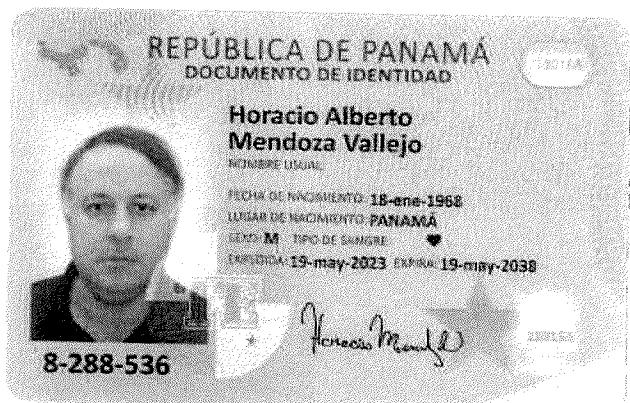 REPÚBLICA DE PANAMÁ
DOCUMENTO DE IDENTIDAD
Horacio Alberto
Mendoza Vallejo
NOMBRE USUAL
FECHA DE NACIMIENTO: 18-ene-1968
LUGAR DE NACIMIENTO: PANAMÁ
SEXO: M TIPO DE SANGRE
EXPEDIDA: 19-may-2023 EXPIRA: 19-may-2038
8-288-536